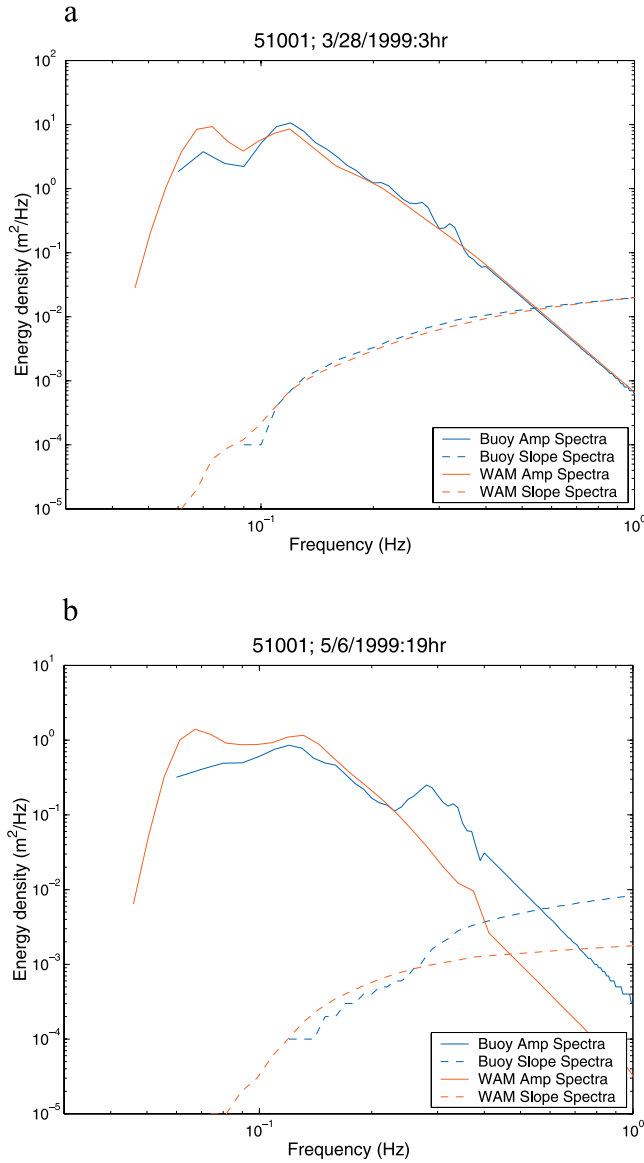 a
51001; 3/28/1999:3hr
10²
10¹
10⁰
10⁻¹
10⁻²
10⁻³
10⁻⁴
10⁻⁵
Energy density (m²/Hz)
10⁻¹
10⁰
Frequency (Hz)
Buoy Amp Spectra
Buoy Slope Spectra
WAM Amp Spectra
WAM Slope Spectra
b
51001; 5/6/1999:19hr
10¹
10⁰
10⁻¹
10⁻²
10⁻³
10⁻⁴
10⁻⁵
Energy density (m²/Hz)
10⁻¹
10⁰
Frequency (Hz)
Buoy Amp Spectra
Buoy Slope Spectra
WAM Amp Spectra
WAM Slope Spectra